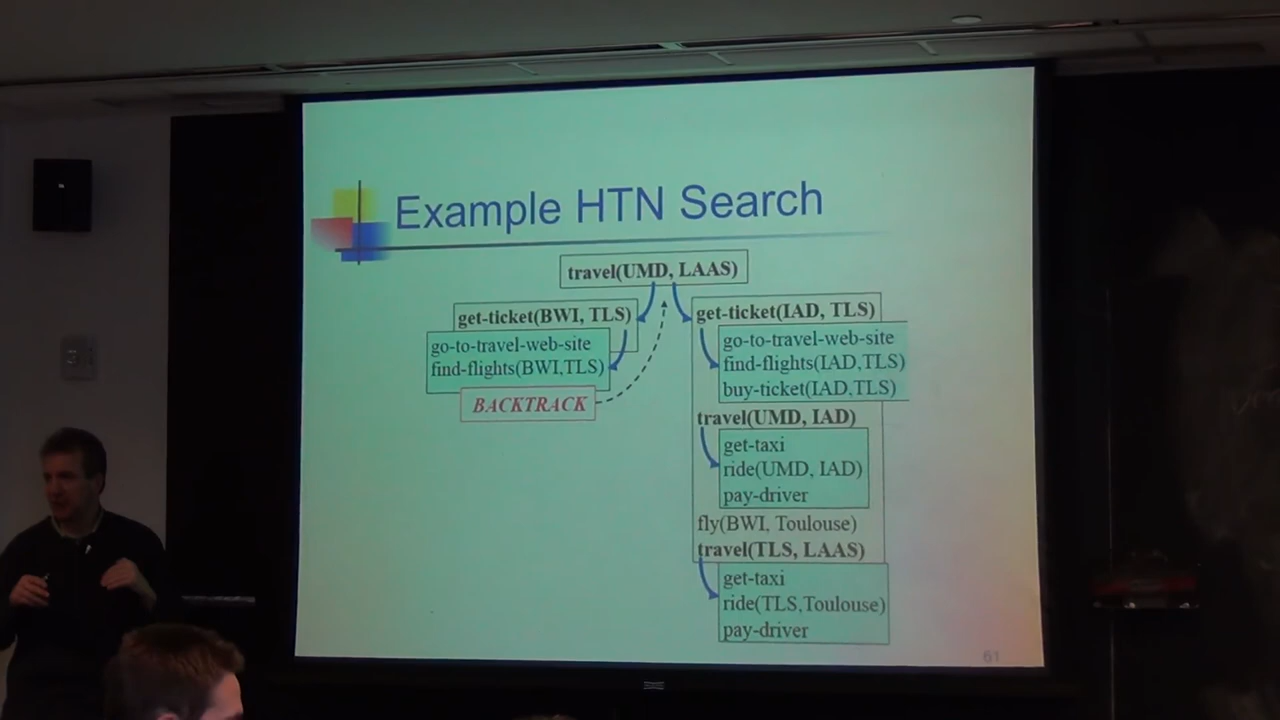 Example HTN Search
travel(UMD, LAAS)
get-ticket(BWI, TLS)
go-to-travel-web-site
find-flights(BWI,TLS)
BACKTRACK
get-ticket(IAD, TLS)
go-to-travel-web-site
find-flights(IAD,TLS)
buy-ticket(IAD,TLS)
travel(UMD, IAD)
get-taxi
ride(UMD, IAD)
pay-driver
fly(BWI, Toulouse)
travel(TLS, LAAS)
get-taxi
ride(TLS,Toulouse)
pay-driver
61